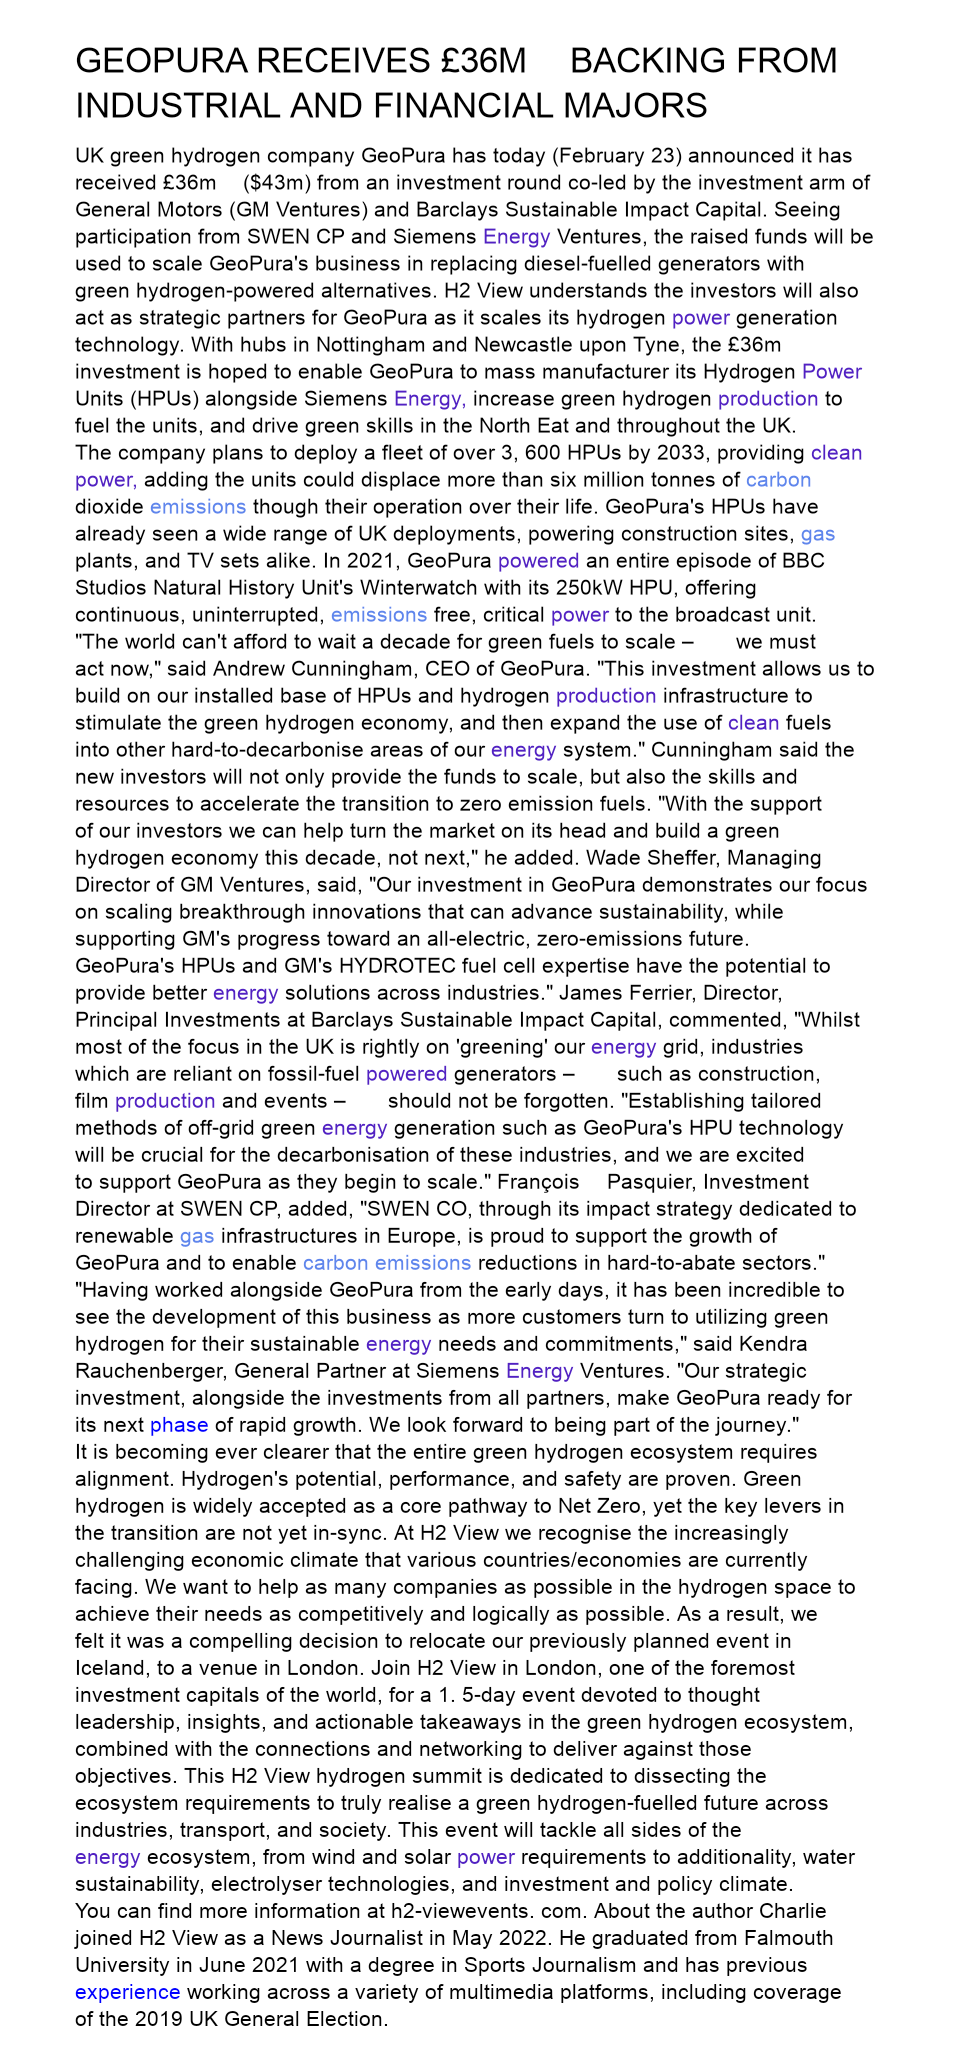 GEOPURA RECEIVES £36M BACKING FROM
INDUSTRIAL AND FINANCIAL MAJORS
UK green hydrogen company GeoPura has today (February 23) announced it has
received £36m ($43m) from an investment round co-led by the investment arm of
General Motors (GM Ventures) and Barclays Sustainable Impact Capital. Seeing
participation from SWEN CP and Siemens Energy Ventures, the raised funds will be
used to scale GeoPura's business in replacing diesel-fuelled generators with
green hydrogen-powered alternatives. H2 View understands the investors will also
act as strategic partners for GeoPura as it scales its hydrogen power generation
technology. With hubs in Nottingham and Newcastle upon Tyne, the £36m
investment is hoped to enable GeoPura to mass manufacturer its Hydrogen Power
Units (HPUs) alongside Siemens Energy, increase green hydrogen production to
fuel the units, and drive green skills in the North Eat and throughout the UK.
The company plans to deploy a fleet of over 3, 600 HPUs by 2033, providing clean
power, adding the units could displace more than six million tonnes of carbon
dioxide emissions though their operation over their life. GeoPura's HPUs have
already seen a wide range of UK deployments, powering construction sites, gas
plants, and TV sets alike. In 2021, GeoPura powered an entire episode of BBC
Studios Natural History Unit's Winterwatch with its 250kW HPU, offering
continuous, uninterrupted, emissions free, critical power to the broadcast unit.
"The world can't afford to wait a decade for green fuels to scale – we must
act now," said Andrew Cunningham, CEO of GeoPura. "This investment allows us to
build on our installed base of HPUs and hydrogen production infrastructure to
stimulate the green hydrogen economy, and then expand the use of clean fuels
into other hard-to-decarbonise areas of our energy system." Cunningham said the
new investors will not only provide the funds to scale, but also the skills and
resources to accelerate the transition to zero emission fuels. "With the support
of our investors we can help turn the market on its head and build a green
hydrogen economy this decade, not next," he added. Wade Sheffer, Managing
Director of GM Ventures, said, "Our investment in GeoPura demonstrates our focus
on scaling breakthrough innovations that can advance sustainability, while
supporting GM's progress toward an all-electric, zero-emissions future.
GeoPura's HPUs and GM's HYDROTEC fuel cell expertise have the potential to
provide better energy solutions across industries." James Ferrier, Director,
Principal Investments at Barclays Sustainable Impact Capital, commented, "Whilst
most of the focus in the UK is rightly on 'greening' our energy grid, industries
which are reliant on fossil-fuel powered generators – such as construction,
film production and events – should not be forgotten. "Establishing tailored
methods of off-grid green energy generation such as GeoPura's HPU technology
will be crucial for the decarbonisation of these industries, and we are excited
to support GeoPura as they begin to scale." François Pasquier, Investment
Director at SWEN CP, added, "SWEN CO, through its impact strategy dedicated to
renewable gas infrastructures in Europe, is proud to support the growth of
GeoPura and to enable carbon emissions reductions in hard-to-abate sectors."
"Having worked alongside GeoPura from the early days, it has been incredible to
see the development of this business as more customers turn to utilizing green
hydrogen for their sustainable energy needs and commitments," said Kendra
Rauchenberger, General Partner at Siemens Energy Ventures. "Our strategic
investment, alongside the investments from all partners, make GeoPura ready for
its next phase of rapid growth. We look forward to being part of the journey."
It is becoming ever clearer that the entire green hydrogen ecosystem requires
alignment. Hydrogen's potential, performance, and safety are proven. Green
hydrogen is widely accepted as a core pathway to Net Zero, yet the key levers in
the transition are not yet in-sync. At H2 View we recognise the increasingly
challenging economic climate that various countries/economies are currently
facing. We want to help as many companies as possible in the hydrogen space to
achieve their needs as competitively and logically as possible. As a result, we
felt it was a compelling decision to relocate our previously planned event in
Iceland, to a venue in London. Join H2 View in London, one of the foremost
investment capitals of the world, for a 1. 5-day event devoted to thought
leadership, insights, and actionable takeaways in the green hydrogen ecosystem,
combined with the connections and networking to deliver against those
objectives. This H2 View hydrogen summit is dedicated to dissecting the
ecosystem requirements to truly realise a green hydrogen-fuelled future across
industries, transport, and society. This event will tackle all sides of the
energy ecosystem, from wind and solar power requirements to additionality, water
sustainability, electrolyser technologies, and investment and policy climate.
You can find more information at h2-viewevents. com. About the author Charlie
joined H2 View as a News Journalist in May 2022. He graduated from Falmouth
University in June 2021 with a degree in Sports Journalism and has previous
experience working across a variety of multimedia platforms, including coverage
of the 2019 UK General Election.